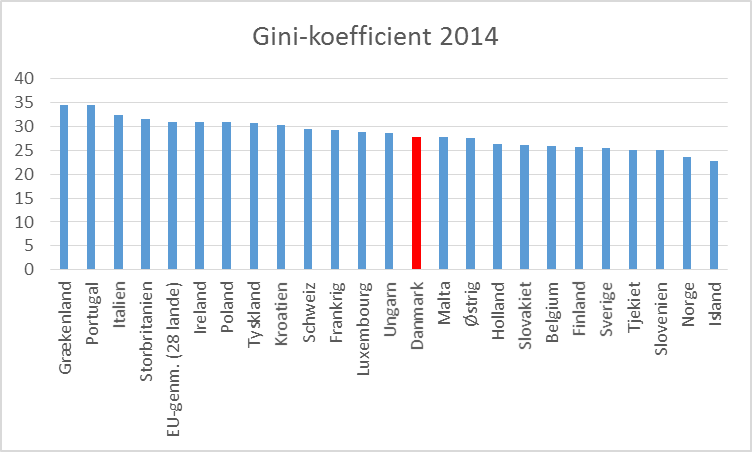 Gini-koefficient 2014
40
35
30
25
20
15
10
5
0
Grækenland
Portugal
Italien
Storbritanien
EU-genm. (28 lande)
Ireland
Poland
Tyskland
Kroatien
Schweiz
Frankrig
Luxembourg
Ungarn
Danmark
Malta
Østrig
Holland
Slovakiet
Belgium
Finland
Sverige
Tjekiet
Slovenien
Norge
Island